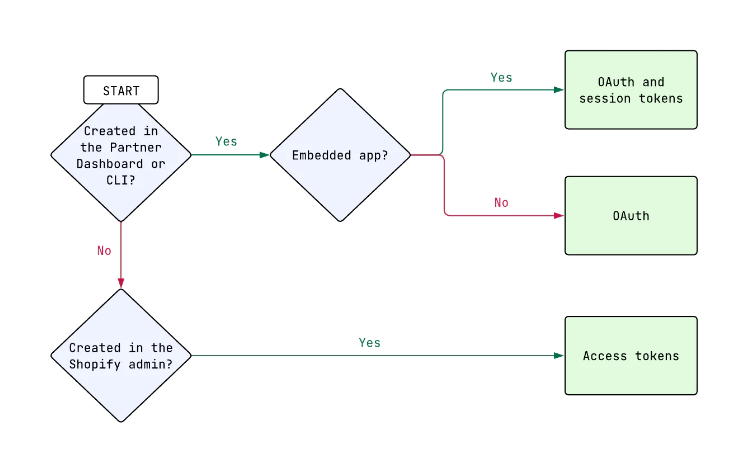 START
Created in
the Partner
Dashboard or
CLI?
Yes
Embedded app?
Yes
OAuth and
session tokens
No
OAuth
No
Created in the
Shopify admin?
Yes
Access tokens